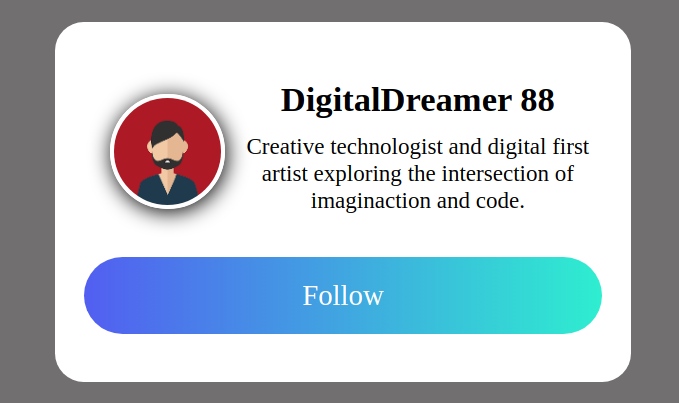 DigitalDreamer 88
Creative technologist and digital first
artist exploring the intersection of
imaginaction and code.
Follow